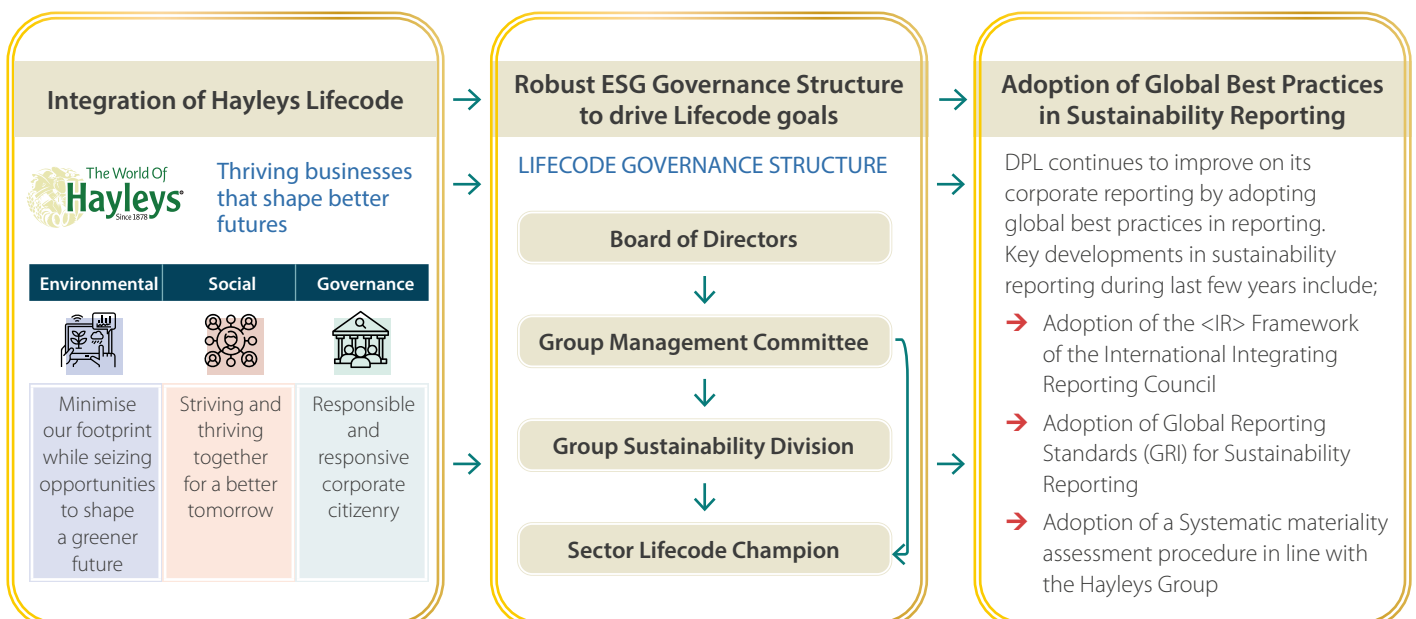 Integration of Hayleys Lifecode
The World Of
Hayleys
Since 1878
Thriving businesses
that shape better
futures
Environmental
Social
Governance
Minimise
our footprint
while seizing
opportunities
to shape
a greener
future
Striving and
thriving
together
for a better
tomorrow
Responsible
and
responsive
corporate
citizenry
Robust ESG Governance Structure
to drive Lifecode goals
LIFECODE GOVERNANCE STRUCTURE
Board of Directors
Group Management Committee
Group Sustainability Division
Sector Lifecode Champion
Adoption of Global Best Practices
in Sustainability Reporting
DPL continues to improve on its
corporate reporting by adopting
global best practices in reporting.
Key developments in sustainability
reporting during last few years include;
Adoption of the <IR> Framework
of the International Integrating
Reporting Council
Adoption of Global Reporting
Standards (GRI) for Sustainability
Reporting
Adoption of a Systematic materiality
assessment procedure in line with
the Hayleys Group